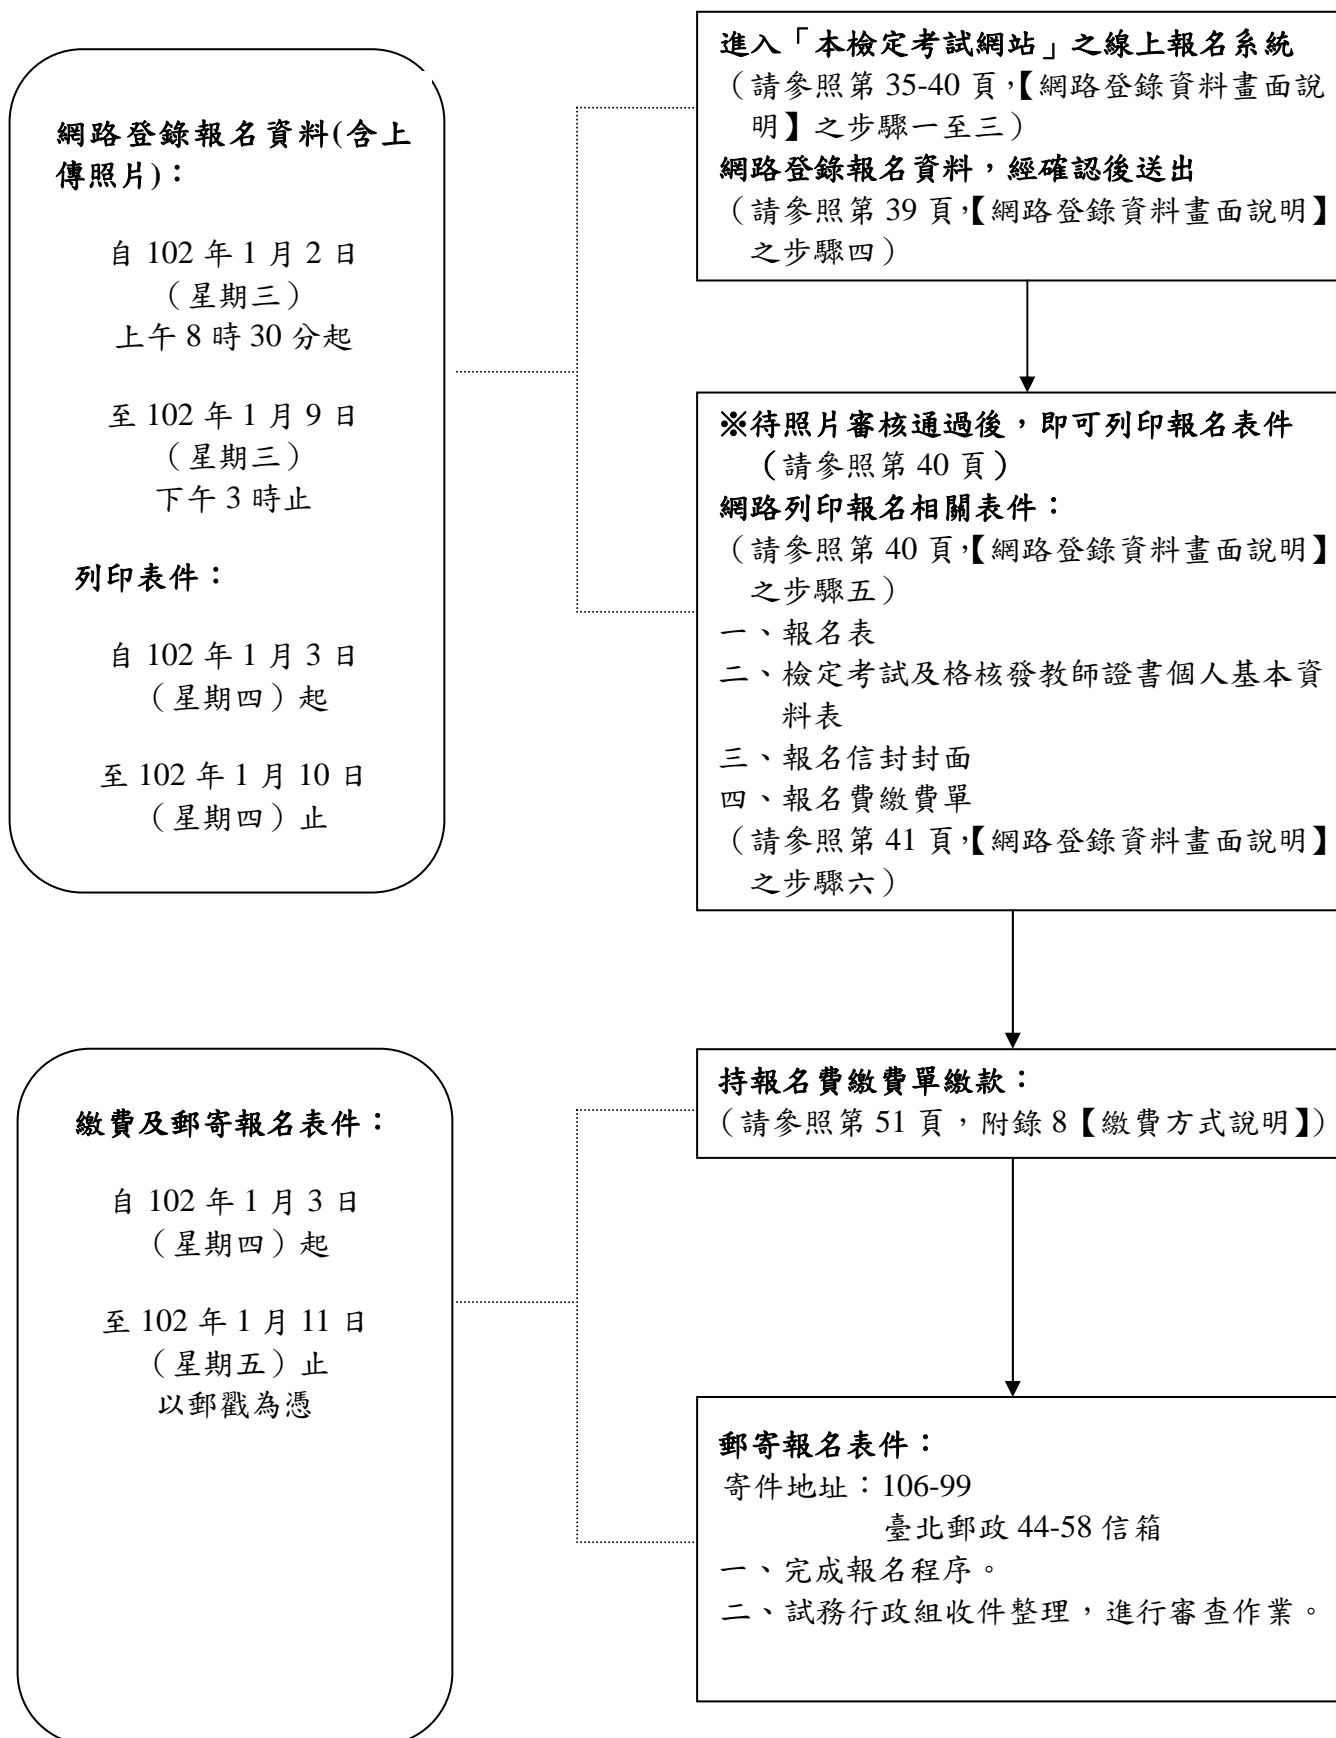 網路登錄報名資料(含上
傳照片)：
自 102 年 1 月 2 日
（星期三）
上午 8 時 30 分起
至 102 年 1 月 9 日
（星期三）
下午 3 時止
列印表件：
自 102 年 1 月 3 日
（星期四）起
至 102 年 1 月 10 日
（星期四）止
進入「本檢定考試網站」之線上報名系統
（請參照第 35-40 頁，【網路登錄資料畫面說
明】之步驟一至三）
網路登錄報名資料，經確認後送出
（請參照第 39 頁，【網路登錄資料畫面說明】
之步驟四）
※待照片審核通過後，即可列印報名表件
（請參照第 40 頁）
網路列印報名相關表件：
（請參照第 40 頁，【網路登錄資料畫面說明】
之步驟五）
一、報名表
二、檢定考試及格核發教師證書個人基本資
料表
三、報名信封封面
四、報名費繳費單
（請參照第 41 頁，【網路登錄資料畫面說明】
之步驟六）
繳費及郵寄報名表件：
自 102 年 1 月 3 日
（星期四）起
至 102 年 1 月 11 日
（星期五）止
以郵戳為憑
持報名費繳費單繳款：
（請參照第 51 頁，附錄 8【繳費方式說明】）
郵寄報名表件：
寄件地址：106-99
臺北郵政 44-58 信箱
一、完成報名程序。
二、試務行政組收件整理，進行審查作業。